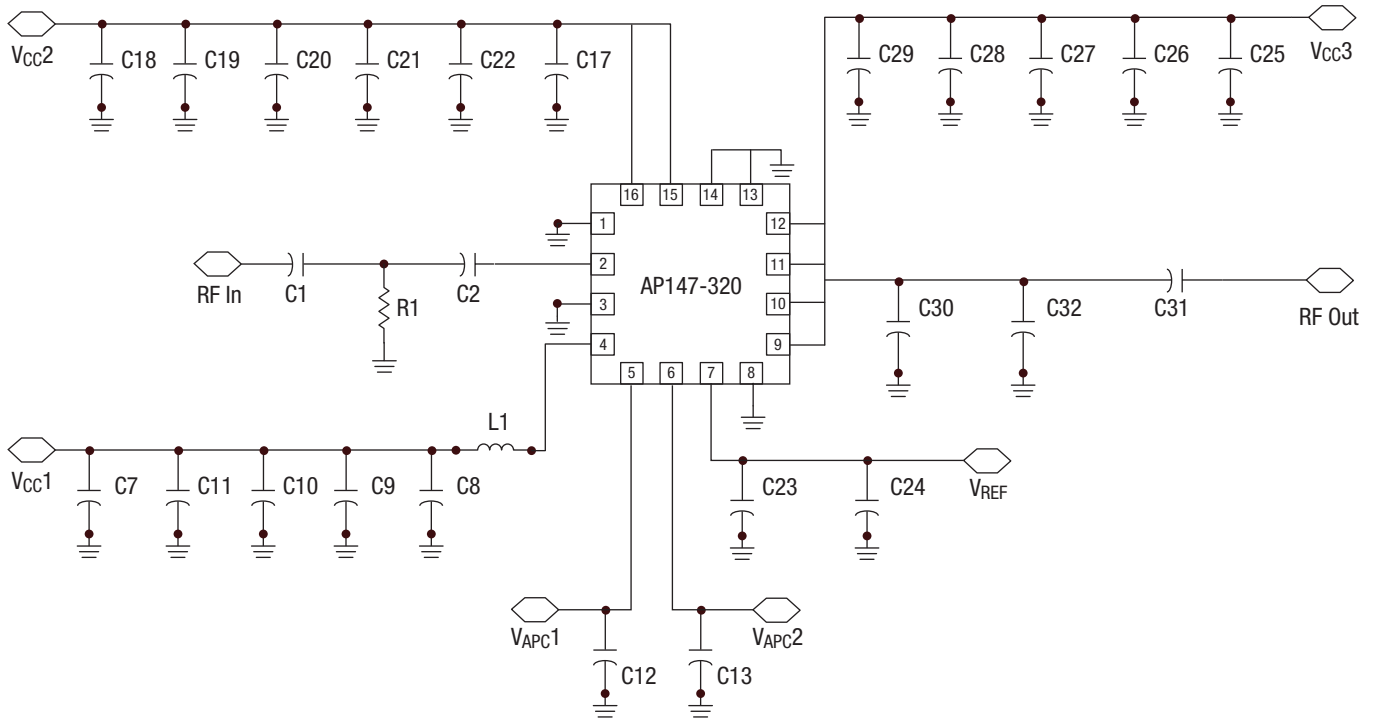 VCC2
C18
C19
C20
C21
C22
C17
C29
C28
C27
C26
C25
VCC3
16
15
14
13
1
2
3
4
12
11
10
9
AP147-320
5
6
7
8
RF In
C1
R1
C2
C30
C32
C31
RF Out
L1
VCC1
C7
C11
C10
C9
C8
C23
C24
VREF
VAPC1
C12
C13
VAPC2